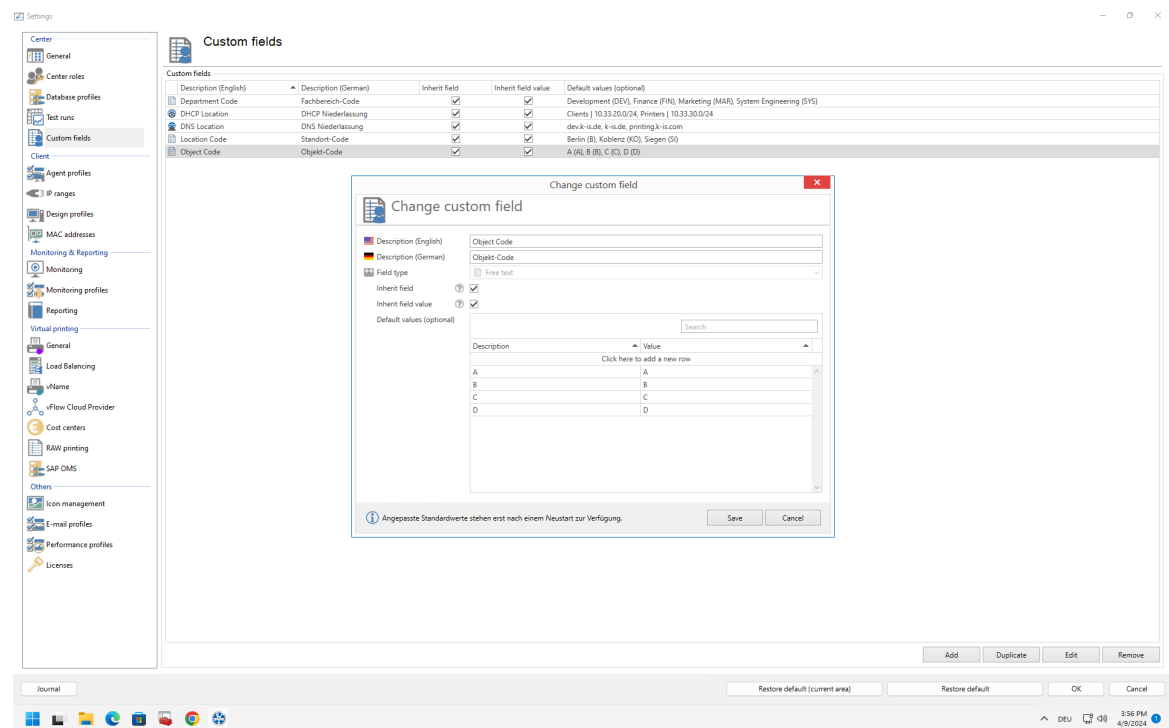 Settings
Center
General
Center roles
Database profiles
Test runs
Custom fields
Client
Agent profiles
IP ranges
Design profiles
MAC addresses
Monitoring & Reporting
Monitoring
Monitoring profiles
Reporting
Virtual printing
General
Load Balancing
vName
vFlow Cloud Provider
Cost centers
RAW printing
SAP OMS
Others
Icon management
E-mail profiles
Performance profiles
Licenses
Custom fields
Custom fields
Description (English) Description (German) Inherit field Inherit field value Default values (optional)
Department Code Fachbereich-Code Development (DEV), Finance (FIN), Marketing (MAR), System Engineering (SYS)
DHCP Location DHCP Niederlassung Clients | 10.33.20.0/24, Printers | 10.33.30.0/24
DNS Location DNS Niederlassung dev.k-is.de, k-is.de, printing.k-is.com
Location Code Standort-Code Berlin (B), Koblenz (KO), Siegen (SI)
Object Code Objekt-Code A (A), B (B), C (C), D (D)
Change custom field
Change custom field
Description (English) Object Code
Description (German) Objekt-Code
Field type Free text
Inherit field ?
Inherit field value ?
Default values (optional)
Search
Description Value
Click here to add a new row
A A
B B
C C
D D
Angepasste Standardwerte stehen erst nach einem Neustart zur Verfügung.
Save Cancel
Add Duplicate Edit Remove
Journal Restore default (current area) Restore default OK Cancel
DEU 3:56 PM
4/9/2024